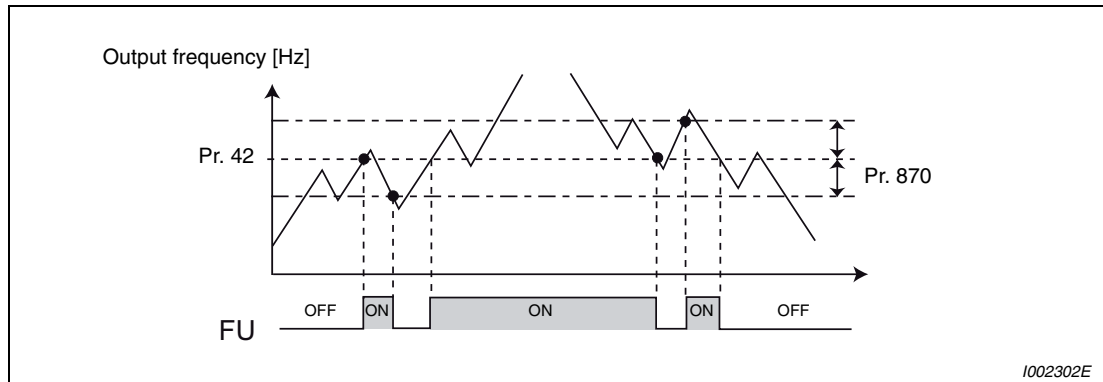 Output frequency [Hz]
Pr. 42
Pr. 870
OFF
ON
ON
ON
OFF
FU
I002302E